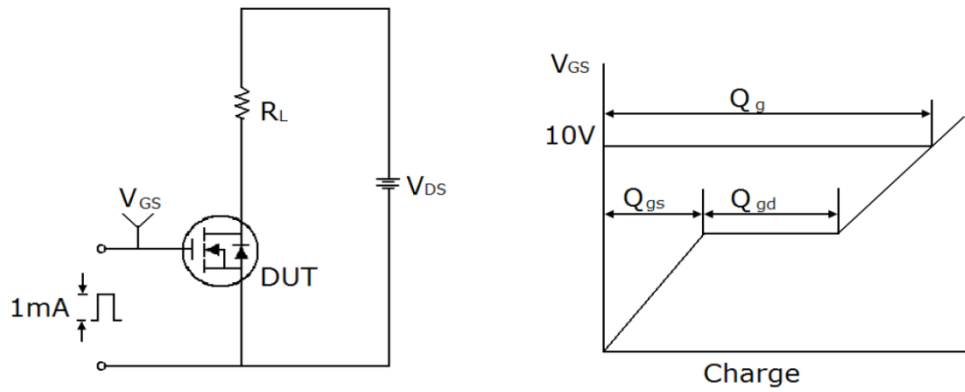 RL
VDS
VGS
DUT
1mA
VGS
Qg
10V
Qgs
Qgd
Charge